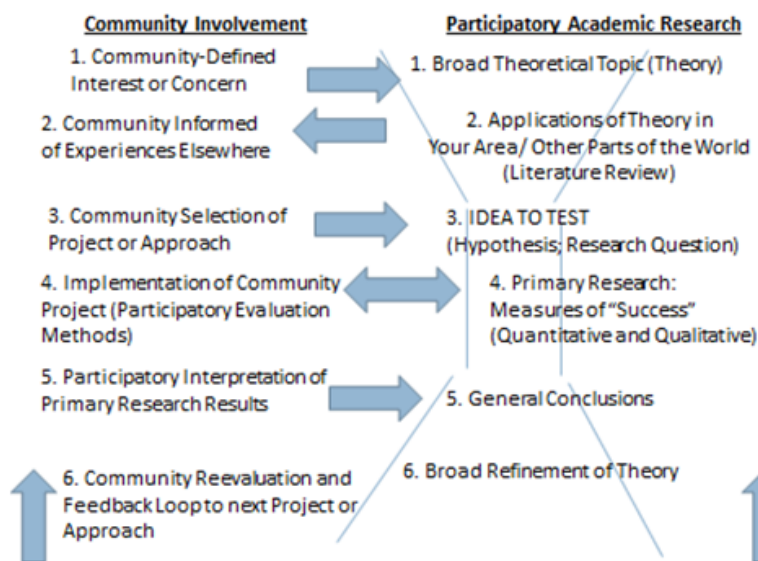 Community Involvement
1. Community-Defined
Interest or Concern
2. Community Informed
of Experiences Elsewhere
3. Community Selection of
Project or Approach
4. Implementation of Community
Project (Participatory Evaluation
Methods)
5. Participatory Interpretation of
Primary Research Results
6. Community Reevaluation and
Feedback Loop to next Project or
Approach
Participatory Academic Research
1. Broad Theoretical Topic (Theory)
2. Applications of Theory in
Your Area/ Other Parts of the World
(Literature Review)
3. IDEA TO TEST
(Hypothesis; Research Question)
4. Primary Research:
Measures of "Success"
(Quantitative and Qualitative)
5. General Conclusions
6. Broad Refinement of Theory